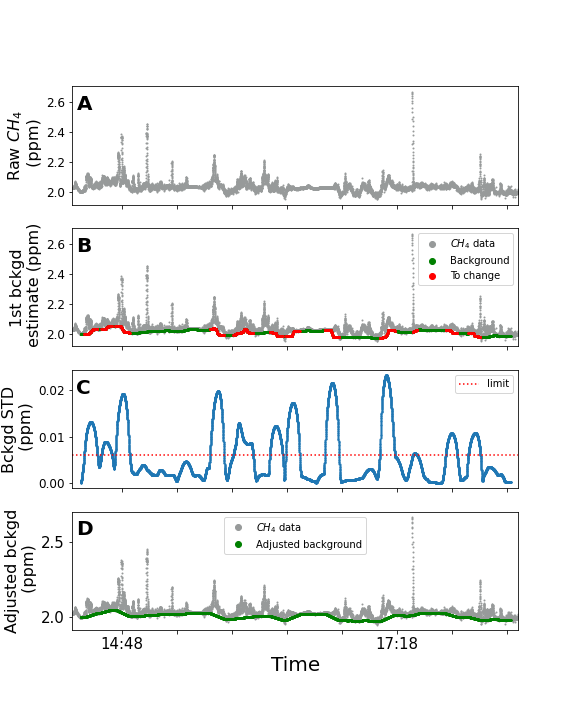 A
Raw CH4
(ppm)
2.6
2.4
2.2
2.0
B
1st bckgd
estimate (ppm)
2.6
2.4
2.2
2.0
CH4 data
Background
To change
C
Bckgd STD
(ppm)
0.02
0.01
0.00
limit
D
Adjusted bckgd
(ppm)
2.5
2.0
CH4 data
Adjusted background
14:48
17:18
Time